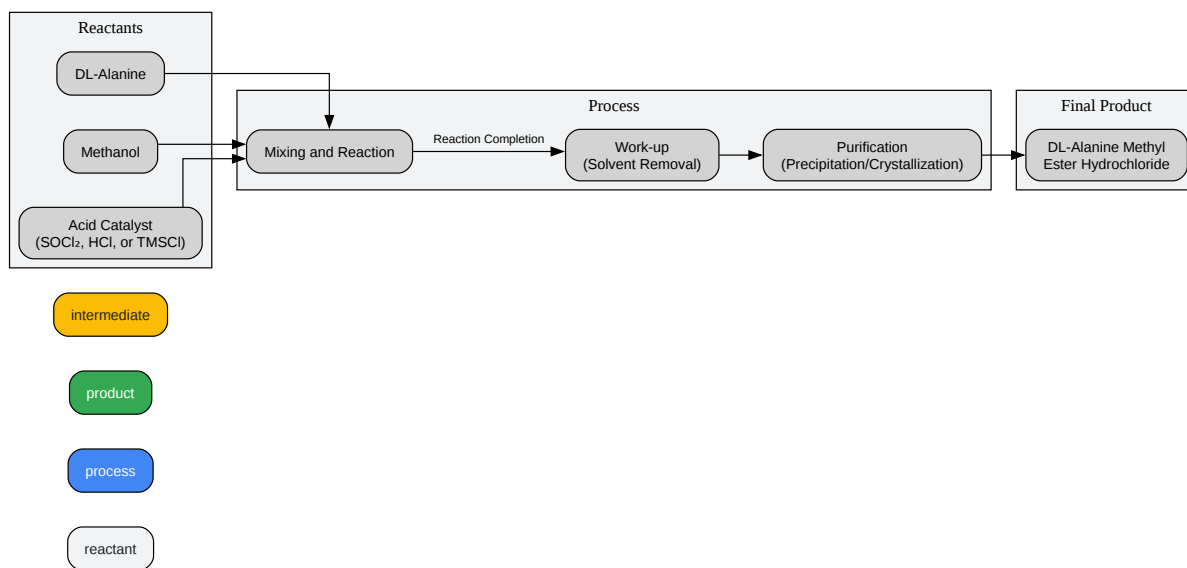 Reactants
DL-Alanine
Methanol
Acid Catalyst
(SOCl₂, HCl, or TMSCl)
Process
Mixing and Reaction
Reaction Completion
Work-up
(Solvent Removal)
Purification
(Precipitation/Crystallization)
Final Product
DL-Alanine Methyl
Ester Hydrochloride
intermediate
product
process
reactant